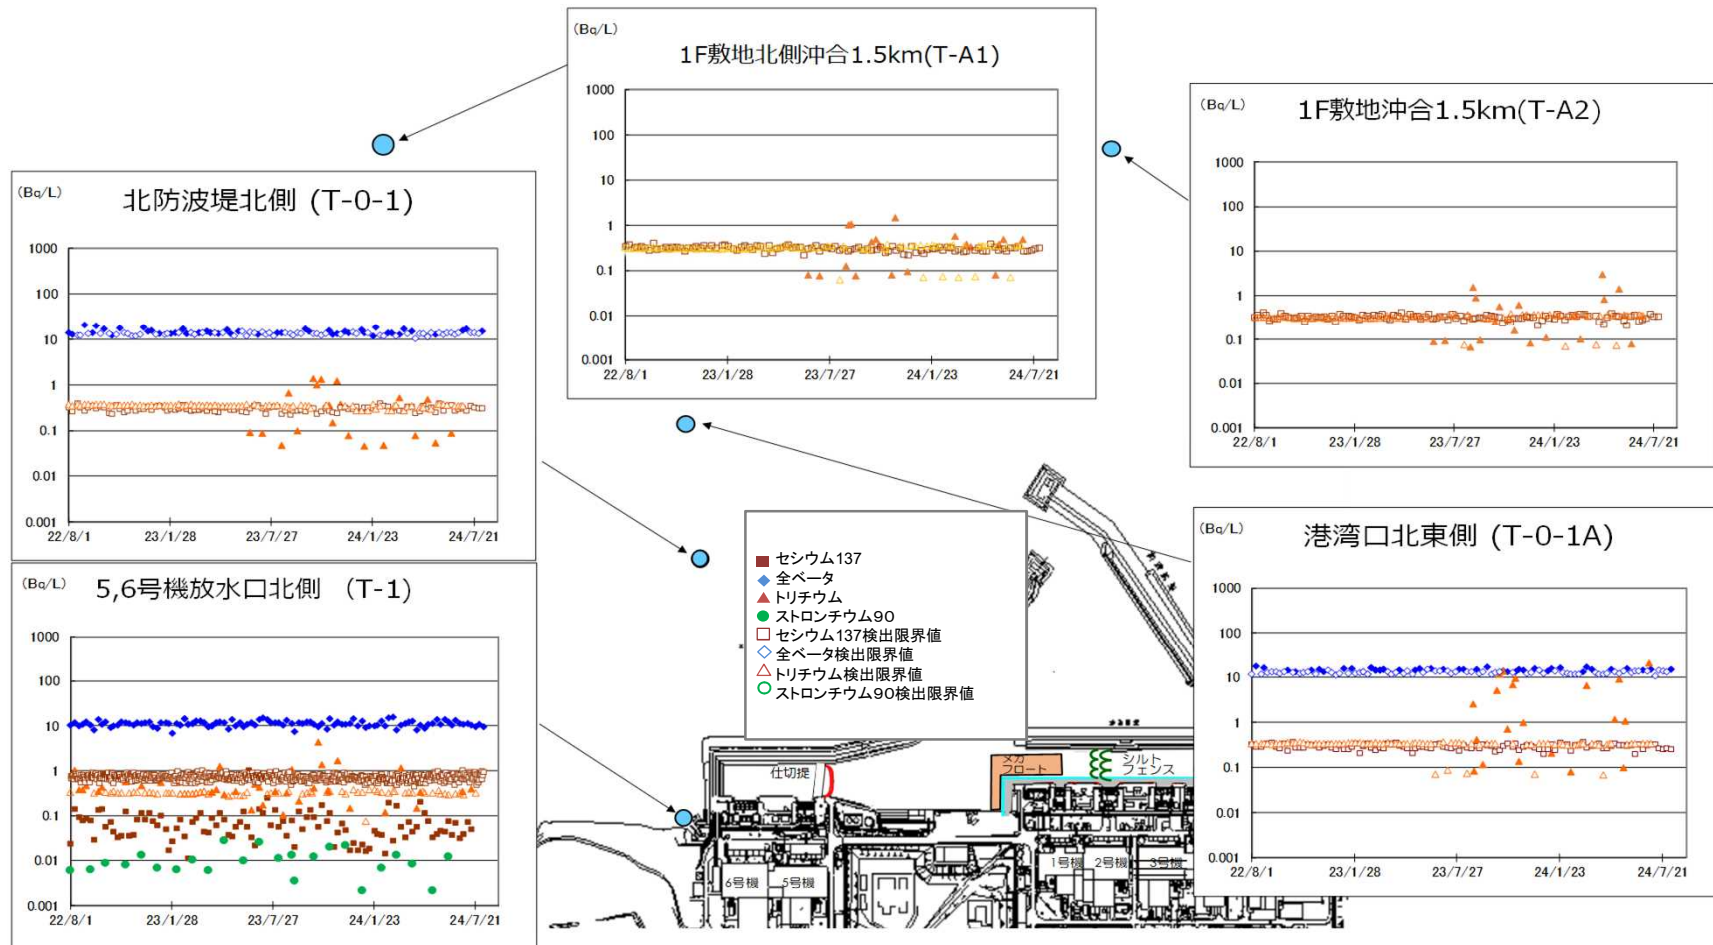 (Bq/L)
1F敷地北側沖合1.5km(T-A1)
1000
100
10
1
0.1
0.01
0.001
22/8/1 23/1/28 23/7/27 24/1/23 24/7/21
(Bq/L)
1F敷地沖合1.5km(T-A2)
1000
100
10
1
0.1
0.01
0.001
22/8/1 23/1/28 23/7/27 24/1/23 24/7/21
(Bq/L)
北防波堤北側 (T-0-1)
1000
100
10
1
0.1
0.01
0.001
22/8/1 23/1/28 23/7/27 24/1/23 24/7/21
セシウム137
全ベータ
トリチウム
ストロンチウム90
セシウム137検出限界値
全ベータ検出限界値
トリチウム検出限界値
ストロンチウム90検出限界値
(Bq/L)
港湾口北東側 (T-0-1A)
1000
100
10
1
0.1
0.01
0.001
22/8/1 23/1/28 23/7/27 24/1/23 24/7/21
(Bq/L)
5,6号機放水口北側 (T-1)
1000
100
10
1
0.1
0.01
0.001
22/8/1 23/1/28 23/7/27 24/1/23 24/7/21
仕切堤
メガ
フロート
シルト
フェンス
6号機 5号機
1号機 2号機 3号機